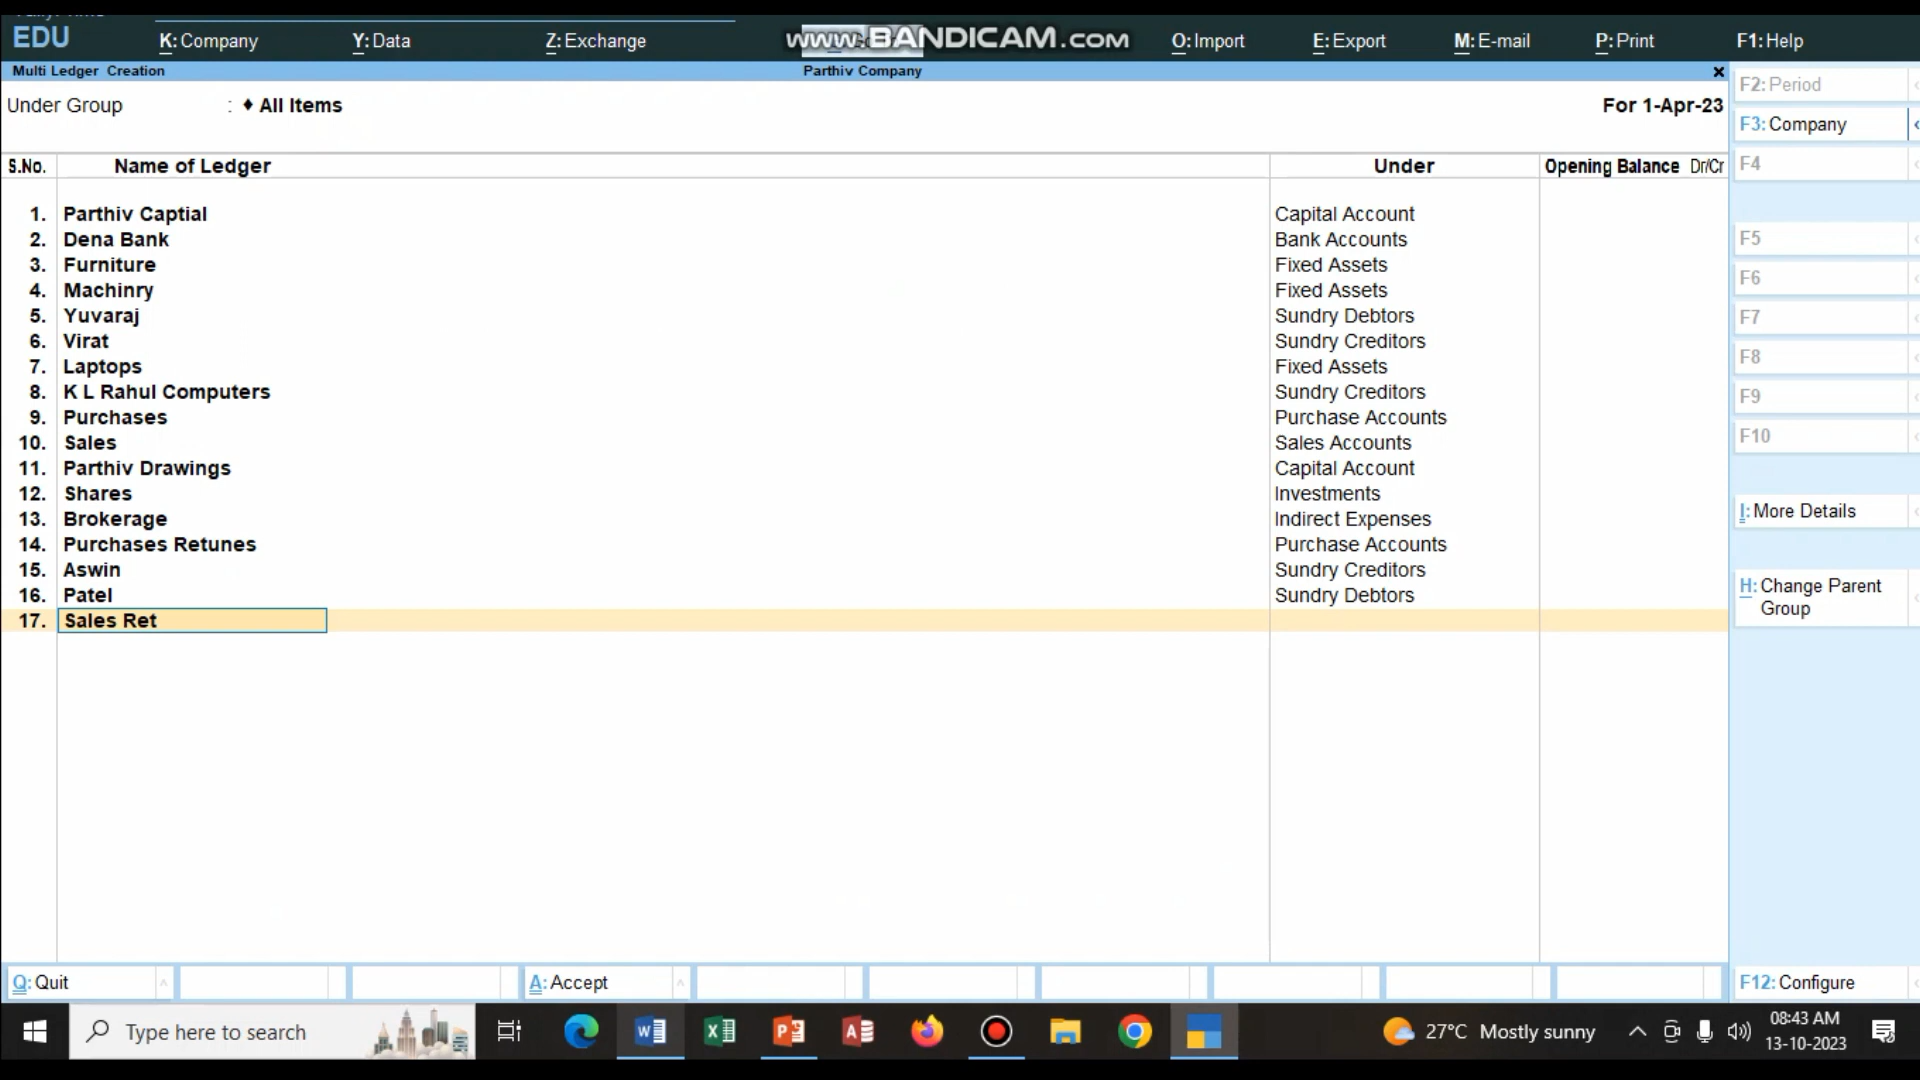 EDU
K: Company Y: Data Z: Exchange www.BANDICAM.com O: Import E: Export M: E-mail P: Print F1: Help
Multi Ledger Creation Parthiv Company
F2: Period
Under Group : ♦ All Items For 1-Apr-23
F3: Company
S.No. Name of Ledger Under Opening Balance Dr/Cr
F4
1. Parthiv Captial Capital Account
2. Dena Bank Bank Accounts
F5
3. Furniture Fixed Assets
F6
4. Machinry Fixed Assets
5. Yuvaraj Sundry Debtors
F7
6. Virat Sundry Creditors
F8
7. Laptops Fixed Assets
8. K L Rahul Computers Sundry Creditors
F9
9. Purchases Purchase Accounts
F10
10. Sales Sales Accounts
11. Parthiv Drawings Capital Account
12. Shares Investments
I: More Details
13. Brokerage Indirect Expenses
14. Purchases Retunes Purchase Accounts
15. Aswin Sundry Creditors
H: Change Parent
Group
16. Patel Sundry Debtors
17. Sales Ret
Q: Quit A: Accept F12: Configure
Type here to search 27°C Mostly sunny 08:43 AM
13-10-2023